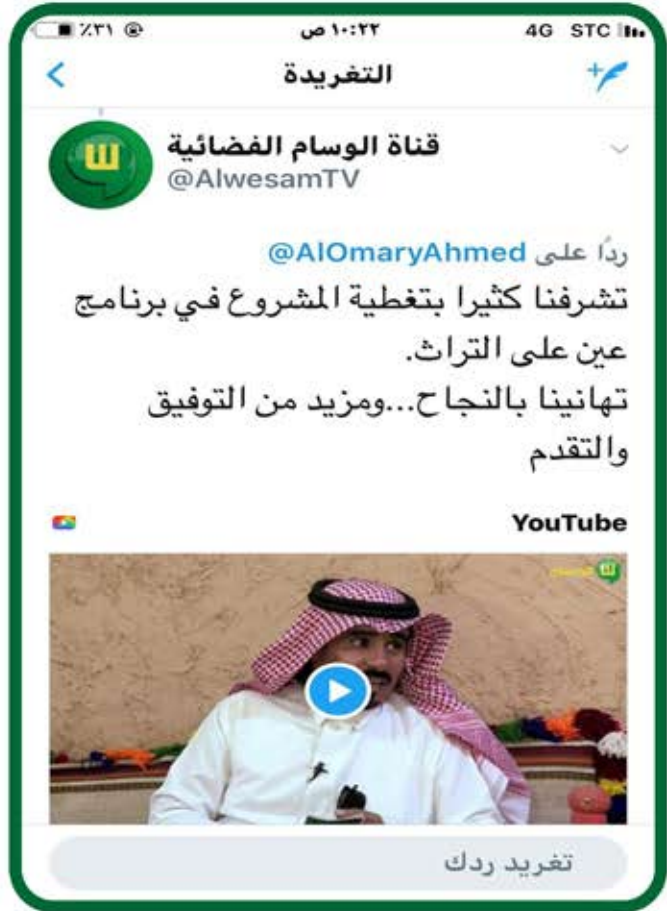 ٪٣١ ١٠:٢٢ ص 4G STC
التغريدة
قناة الوسام الفضائية
@AlwesamTV
ردًا على @AlOmaryAhmed
تشرفنا كثيرا بتغطية المشروع في برنامج
عين على التراث.
تهانينا بالنجاح...ومزيد من التوفيق
والتقدم
YouTube
تغريد ردك